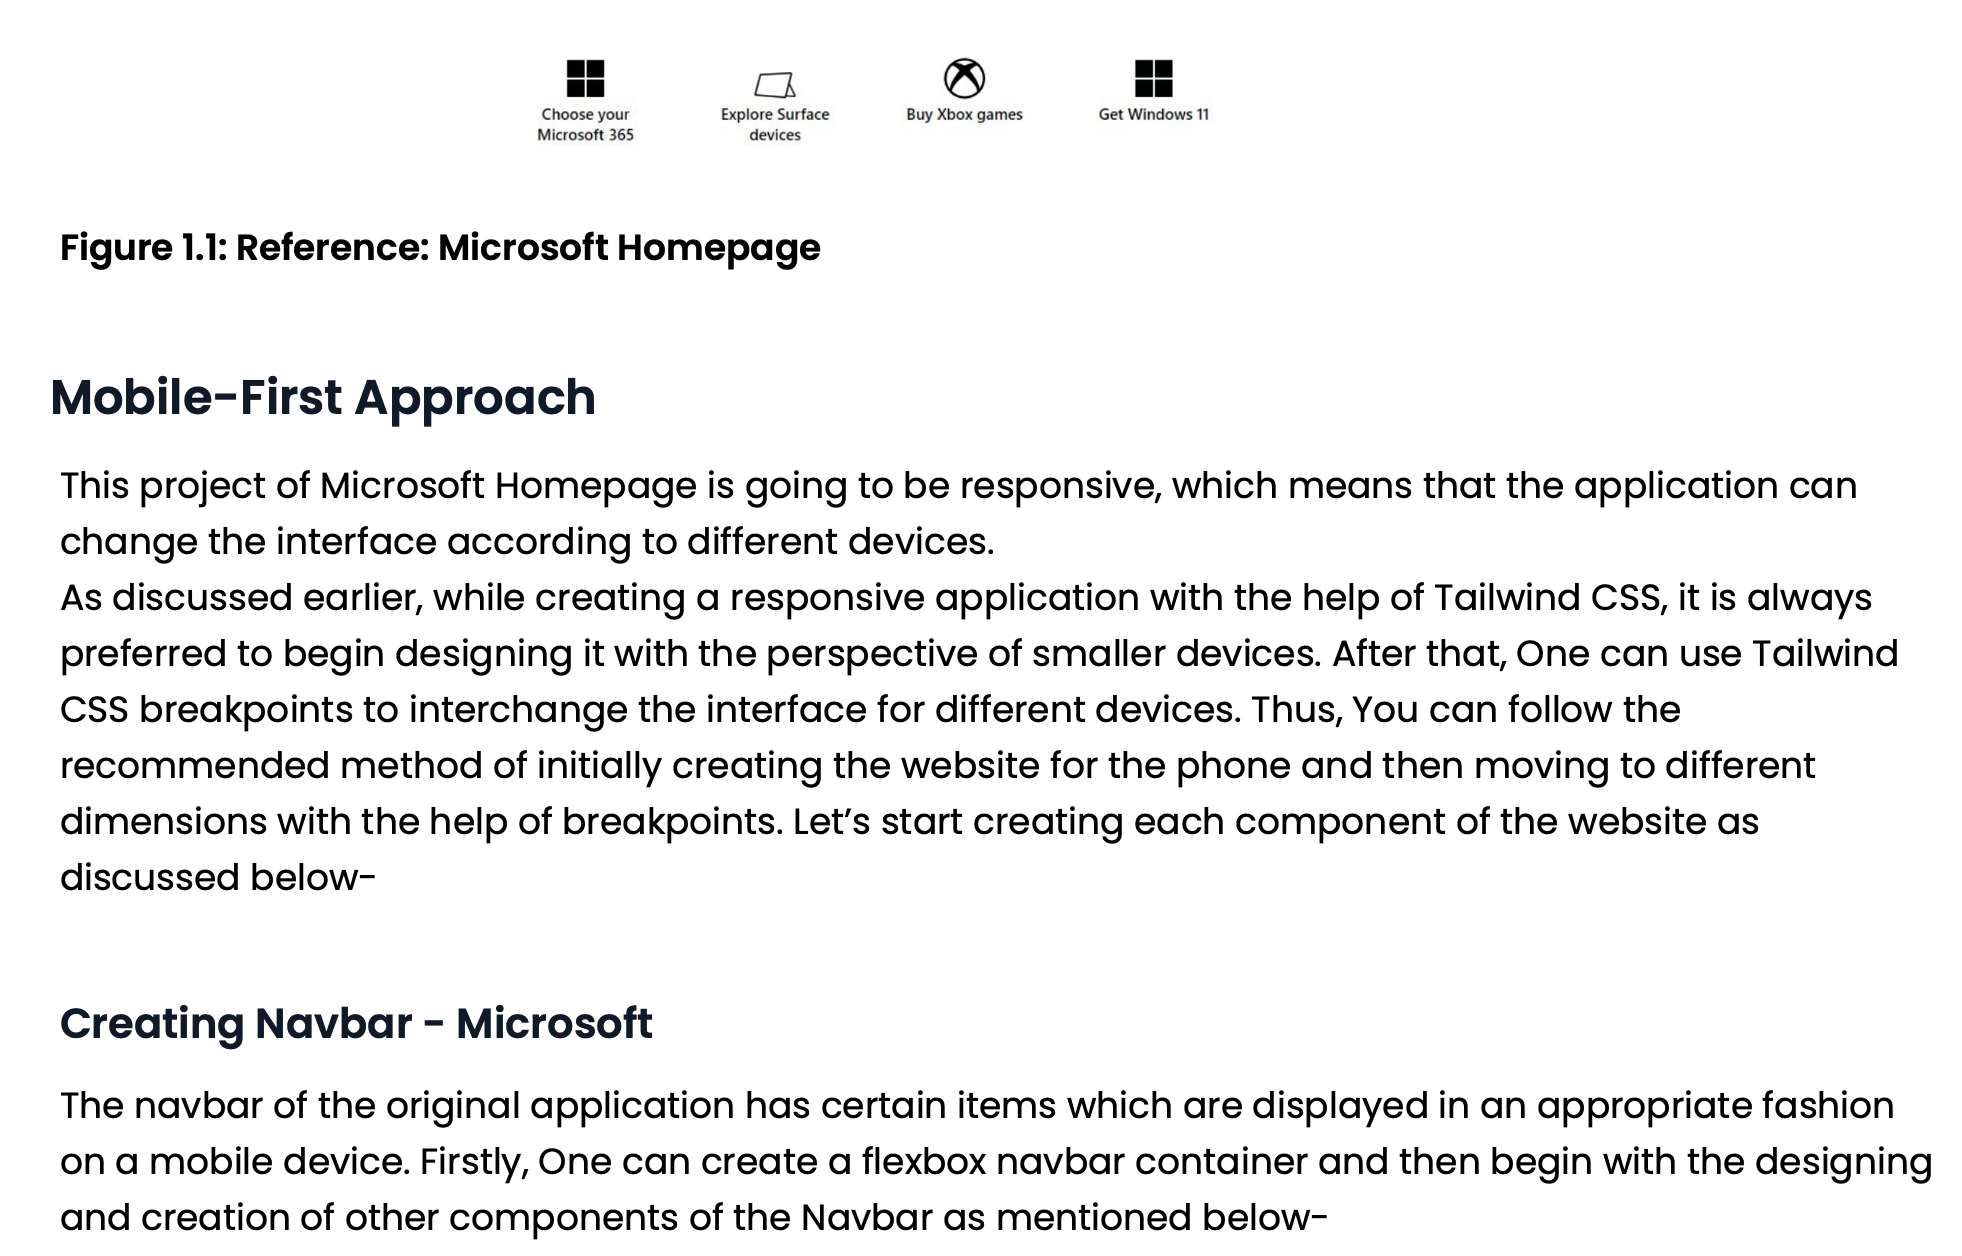 Choose your
Microsoft 365
Explore Surface
devices
Buy Xbox games
Get Windows 11
Figure 1.1: Reference: Microsoft Homepage
Mobile-First Approach
This project of Microsoft Homepage is going to be responsive, which means that the application can
change the interface according to different devices.
As discussed earlier, while creating a responsive application with the help of Tailwind CSS, it is always
preferred to begin designing it with the perspective of smaller devices. After that, One can use Tailwind
CSS breakpoints to interchange the interface for different devices. Thus, You can follow the
recommended method of initially creating the website for the phone and then moving to different
dimensions with the help of breakpoints. Let’s start creating each component of the website as
discussed below-
Creating Navbar - Microsoft
The navbar of the original application has certain items which are displayed in an appropriate fashion
on a mobile device. Firstly, One can create a flexbox navbar container and then begin with the designing
and creation of other components of the Navbar as mentioned below-